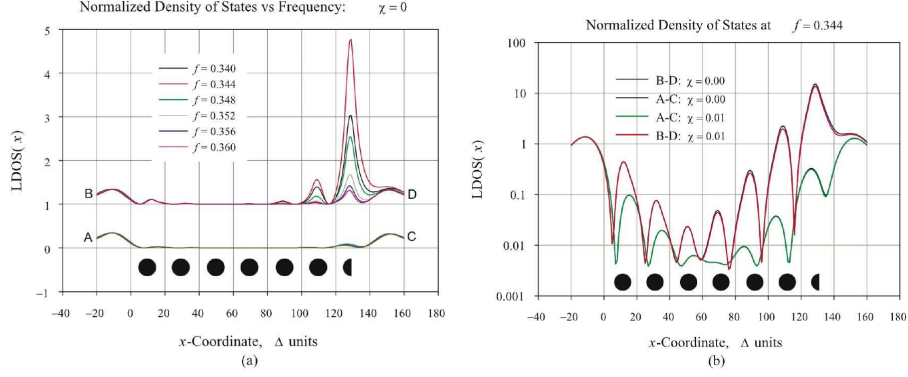 Normalized Density of States vs Frequency: χ = 0
5
4
3
2
1
0
−1
LDOS( x)
f = 0.340
f = 0.344
f = 0.348
f = 0.352
f = 0.356
f = 0.360
B
D
A
C
−40 −20 0 20 40 60 80 100 120 140 160 180
x-Coordinate, Δ units
(a)
(b)
Normalized Density of States at f = 0.344
100
10
1
0.1
0.01
0.001
LDOS( x)
B-D: χ = 0.00
A-C: χ = 0.00
A-C: χ = 0.01
B-D: χ = 0.01
−40 −20 0 20 40 60 80 100 120 140 160 180
x-Coordinate, Δ units